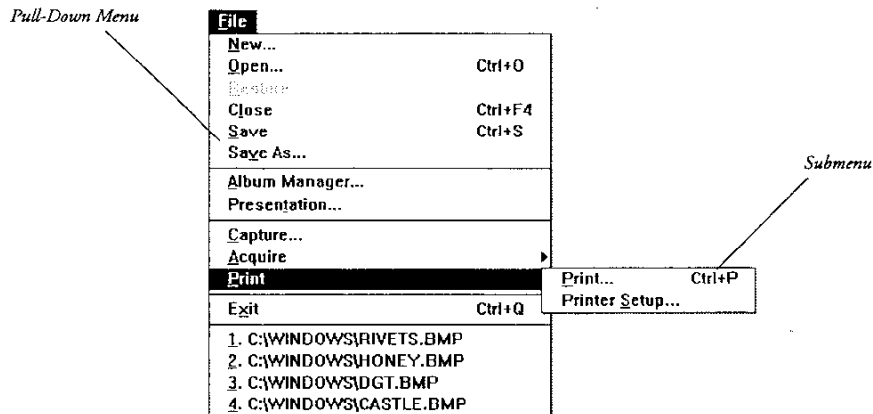 Pull-Down Menu
File
New...
Open... Ctrl+O
Restore
Close Ctrl+F4
Save Ctrl+S
Save As...
Submenu
Album Manager...
Presentation...
Capture...
Acquire
Print
Print... Ctrl+P
Printer Setup...
Exit Ctrl+Q
1. C:\WINDOWS\RIVETS.BMP
2. C:\WINDOWS\HONEY.BMP
3. C:\WINDOWS\DGT.BMP
4. C:\WINDOWS\CASTLE.BMP